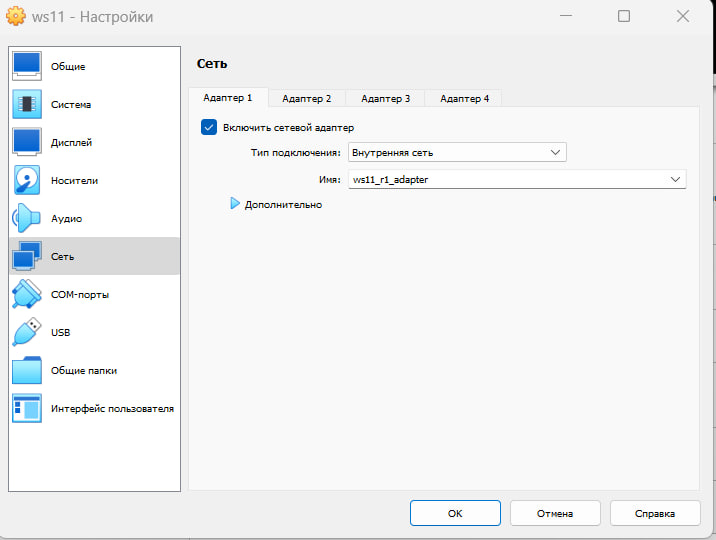 ws11 - Настройки
Общие
Система
Дисплей
Носители
Аудио
Сеть
COM-порты
USB
Общие папки
Интерфейс пользователя
Сеть
Адаптер 1 Адаптер 2 Адаптер 3 Адаптер 4
Включить сетевой адаптер
Тип подключения: Внутренняя сеть
Имя: ws11_r1_adapter
Дополнительно
OK Отмена Справка